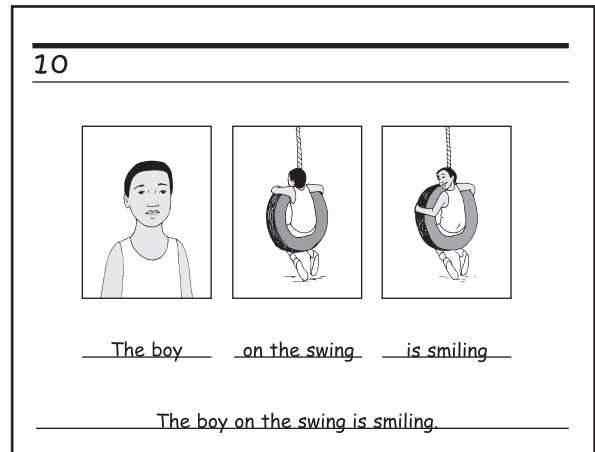 10
The boy on the swing is smiling
The boy on the swing is smiling.